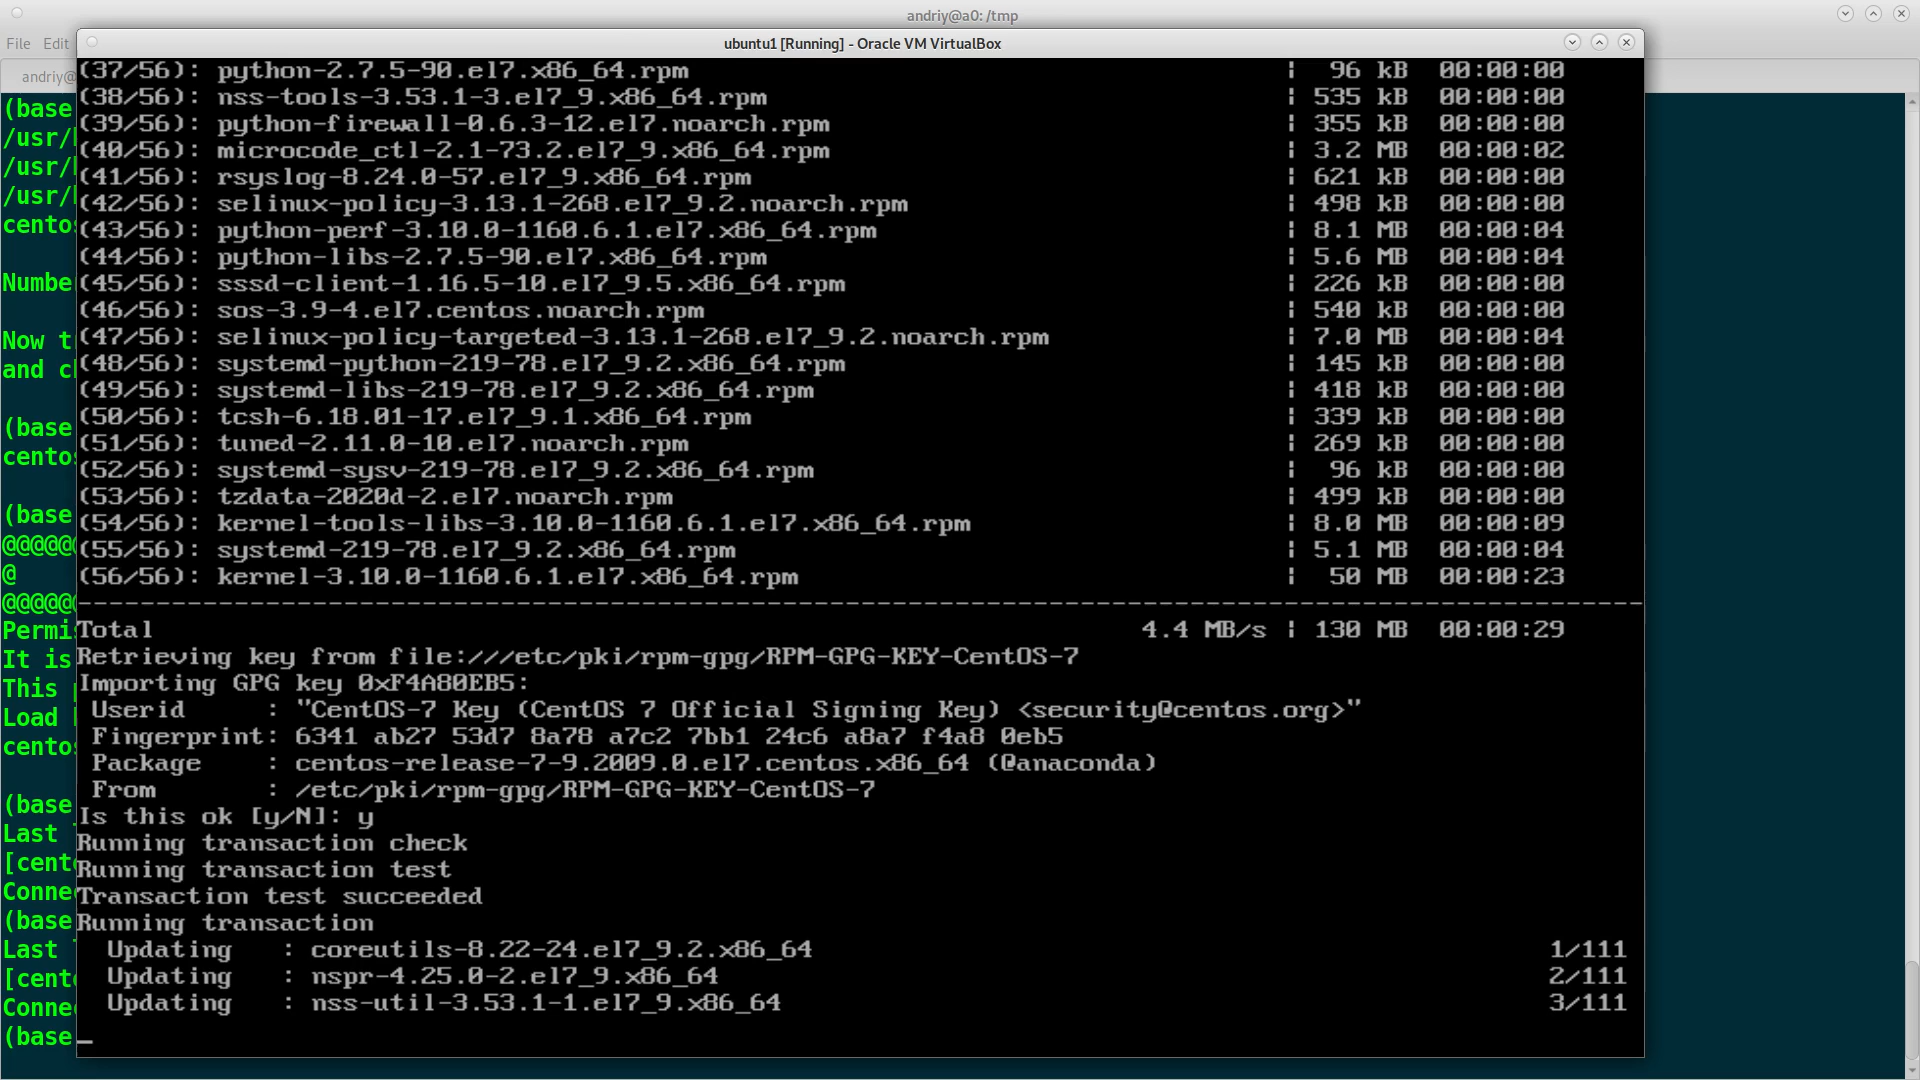 andriy@a0: /tmp
File Edit
ubuntu1 [Running] - Oracle VM VirtualBox
andriy@
(37/56): python-2.7.5-90.el7.x86_64.rpm | 96 kB 00:00:00
(38/56): nss-tools-3.53.1-3.el7_9.x86_64.rpm | 535 kB 00:00:00
(39/56): python-firewall-0.6.3-12.el7.noarch.rpm | 355 kB 00:00:00
(40/56): microcode_ctl-2.1-73.2.el7_9.x86_64.rpm | 3.2 MB 00:00:02
(41/56): rsyslog-8.24.0-57.el7_9.x86_64.rpm | 621 kB 00:00:00
(42/56): selinux-policy-3.13.1-268.el7_9.2.noarch.rpm | 498 kB 00:00:00
(43/56): python-perf-3.10.0-1160.6.1.el7.x86_64.rpm | 8.1 MB 00:00:04
(44/56): python-libs-2.7.5-90.el7.x86_64.rpm | 5.6 MB 00:00:04
(45/56): sssd-client-1.16.5-10.el7_9.5.x86_64.rpm | 226 kB 00:00:00
(46/56): sos-3.9-4.el7.centos.noarch.rpm | 540 kB 00:00:00
(47/56): selinux-policy-targeted-3.13.1-268.el7_9.2.noarch.rpm | 7.0 MB 00:00:04
(48/56): systemd-python-219-78.el7_9.2.x86_64.rpm | 145 kB 00:00:00
(49/56): systemd-libs-219-78.el7_9.2.x86_64.rpm | 418 kB 00:00:00
(50/56): tcsh-6.18.01-17.el7_9.1.x86_64.rpm | 339 kB 00:00:00
(51/56): tuned-2.11.0-10.el7.noarch.rpm | 269 kB 00:00:00
(52/56): systemd-sysv-219-78.el7_9.2.x86_64.rpm | 96 kB 00:00:00
(53/56): tzdata-2020d-2.el7.noarch.rpm | 499 kB 00:00:00
(54/56): kernel-tools-libs-3.10.0-1160.6.1.el7.x86_64.rpm | 8.0 MB 00:00:09
(55/56): systemd-219-78.el7_9.2.x86_64.rpm | 5.1 MB 00:00:04
(56/56): kernel-3.10.0-1160.6.1.el7.x86_64.rpm | 50 MB 00:00:23
----------------------------------------------------------------------------------------------------
Total 4.4 MB/s | 130 MB 00:00:29
Retrieving key from file:///etc/pki/rpm-gpg/RPM-GPG-KEY-CentOS-7
Importing GPG key 0xF4A80EB5:
Userid : "CentOS-7 Key (CentOS 7 Official Signing Key) <security@centos.org>"
Fingerprint: 6341 ab27 53d7 8a78 a7c2 7bb1 24c6 a8a7 f4a8 0eb5
Package : centos-release-7-9.2009.0.el7.centos.x86_64 (@anaconda)
From : /etc/pki/rpm-gpg/RPM-GPG-KEY-CentOS-7
Is this ok [y/N]: y
Running transaction check
Running transaction test
Transaction test succeeded
Running transaction
Updating : coreutils-8.22-24.el7_9.2.x86_64 1/111
Updating : nspr-4.25.0-2.el7_9.x86_64 2/111
Updating : nss-util-3.53.1-1.el7_9.x86_64 3/111
_
(base
/usr/
/usr/
/usr/
cento
Numbe
Now t
and c
(base
cento
(base
@@@@@
@
@@@@@
Permi
It is
This
Load
cento
(base
Last
[cent
Conne
(base
Last
[cent
Conne
(base